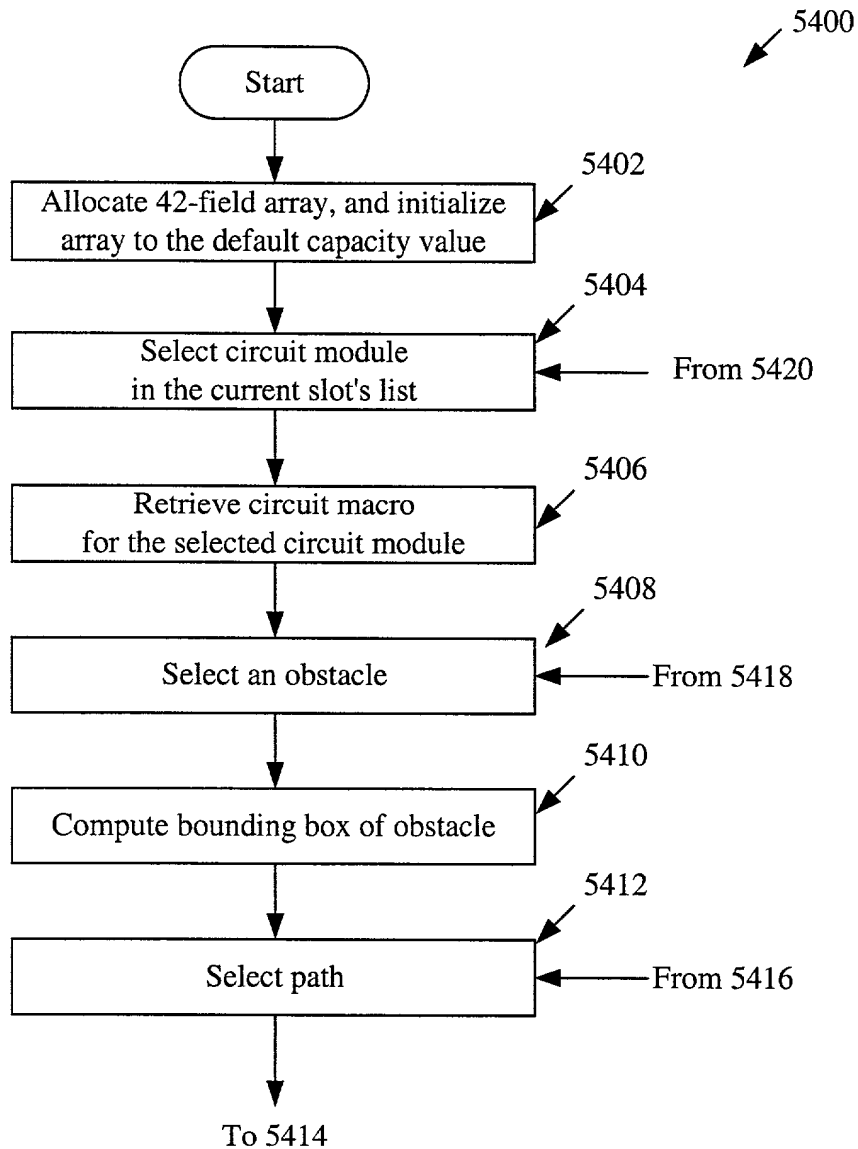 5400
Start
5402
Allocate 42-field array, and initialize
array to the default capacity value
5404
Select circuit module
in the current slot's list
From 5420
5406
Retrieve circuit macro
for the selected circuit module
5408
Select an obstacle
From 5418
5410
Compute bounding box of obstacle
5412
Select path
From 5416
To 5414